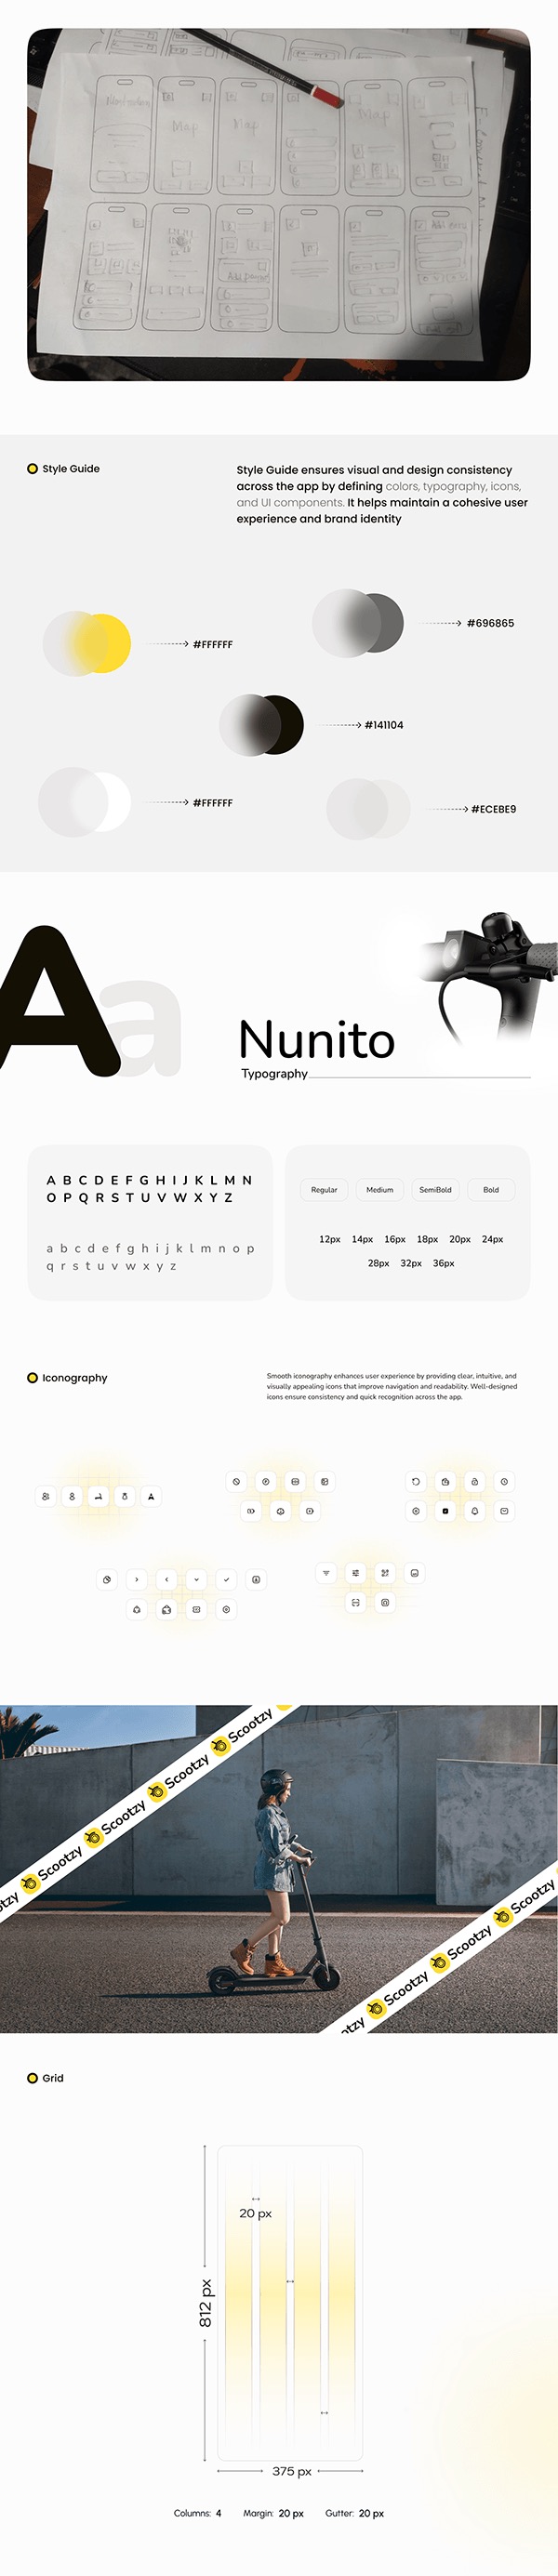 Map
Map
Map
Style Guide
Style Guide ensures visual and design consistency
across the app by defining colors, typography, icons,
and UI components. It helps maintain a cohesive user
experience and brand identity
#696865
#FFFFFF
#141104
#FFFFFF
#ECEBE9
Aa
Nunito
Typography
A B C D E F G H I J K L M N
O P Q R S T U V W X Y Z
a b c d e f g h i j k l m n o p
q r s t u v w x y z
Regular
Medium
SemiBold
Bold
12px 14px 16px 18px 20px 24px
28px 32px 36px
Iconography
Smooth iconography enhances user experience by providing clear, intuitive, and
visually appealing icons that improve navigation and readability. Well-designed
icons ensure consistency and quick recognition across the app.
otzy Scootzy Scootzy Scootzy Scootzy
otzy Scootzy Scootzy Scootzy
Grid
20 px
812 px
375 px
Columns: 4 Margin: 20 px Gutter: 20 px